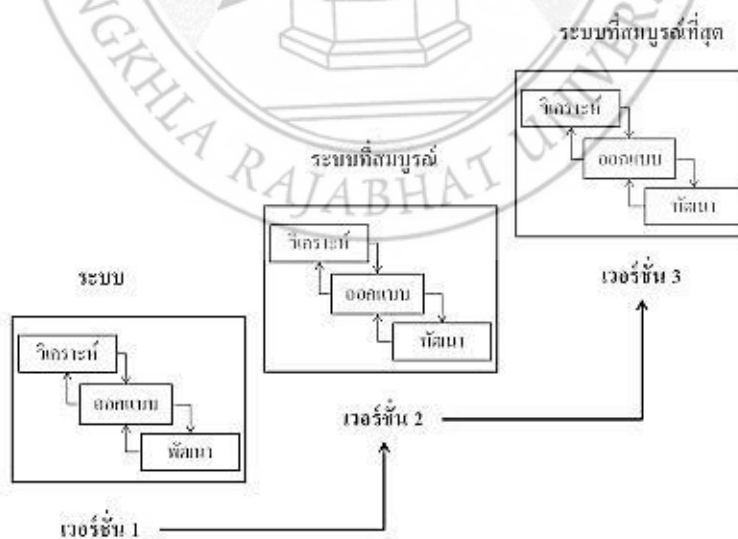 ระบบที่สมบูรณ์ที่สุด
วิเคราะห์
ออกแบบ
พัฒนา
เวอร์ชั่น 3
ระบบที่สมบูรณ์
วิเคราะห์
ออกแบบ
พัฒนา
เวอร์ชั่น 2
ระบบ
วิเคราะห์
ออกแบบ
พัฒนา
เวอร์ชั่น 1
NGKHLA RAJABHAT UNIVER